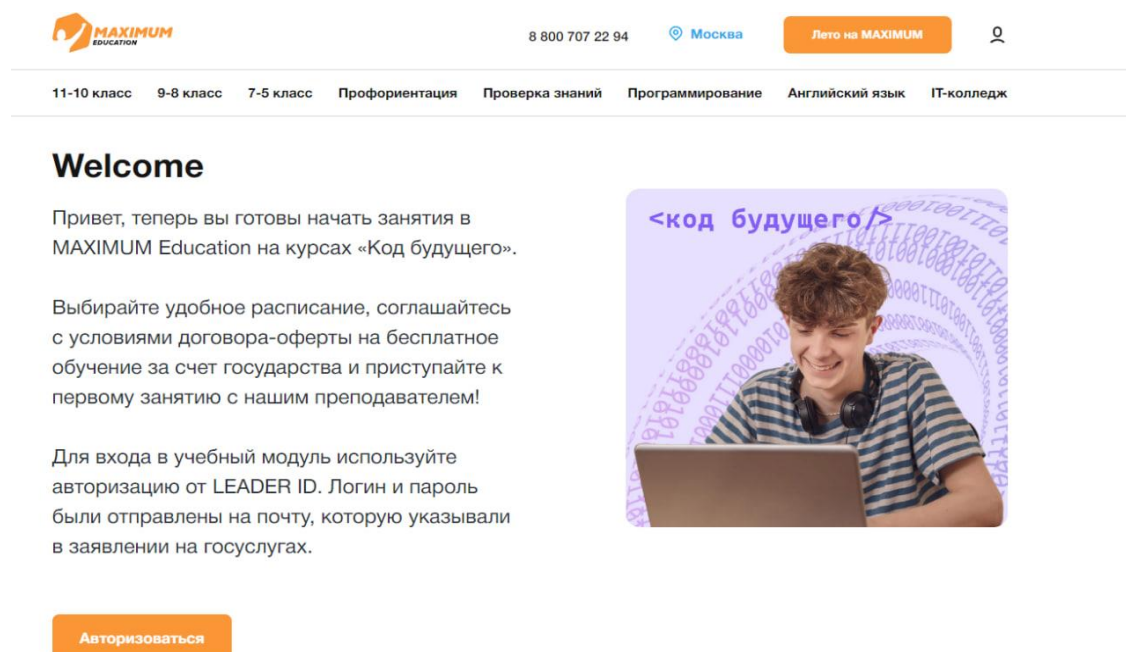 MAXIMUM
EDUCATION
8 800 707 22 94
Москва
Лето на MAXIMUM
11-10 класс 9-8 класс 7-5 класс Профориентация Проверка знаний Программирование Английский язык IT-колледж
Welcome
Привет, теперь вы готовы начать занятия в
MAXIMUM Education на курсах «Код будущего».
Выбирайте удобное расписание, соглашайтесь
с условиями договора-оферты на бесплатное
обучение за счет государства и приступайте к
первому занятию с нашим преподавателем!
Для входа в учебный модуль используйте
авторизацию от LEADER ID. Логин и пароль
были отправлены на почту, которую указывали
в заявлении на госуслугах.
Авторизоваться
<код будущего/>